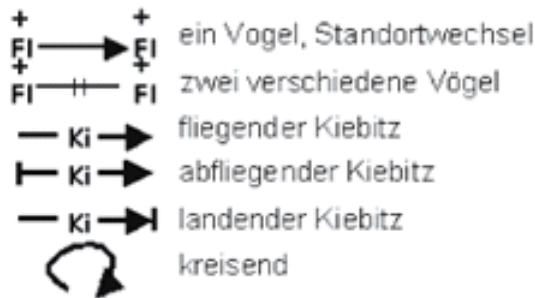 + +
Fl Fl ein Vogel, Standortwechsel
+ +
Fl Fl zwei verschiedene Vögel
Ki fliegender Kiebitz
Ki abfliegender Kiebitz
Ki landender Kiebitz
kreisend